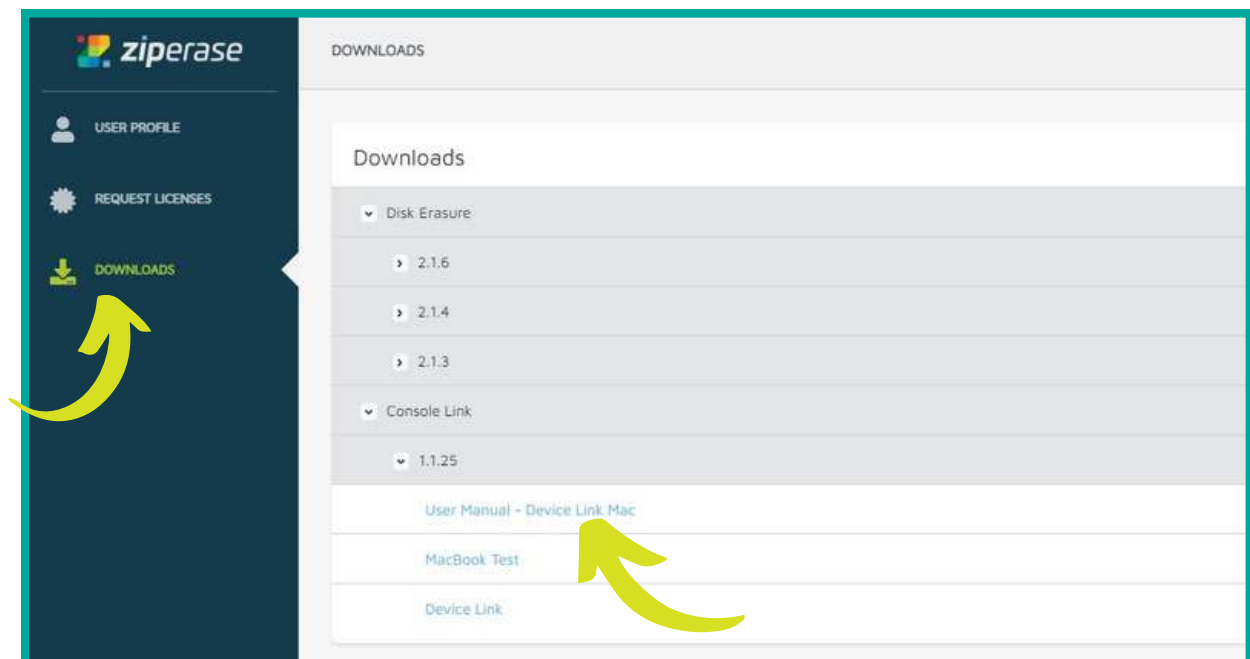 ziperase
DOWNLOADS
USER PROFILE
REQUEST LICENSES
DOWNLOADS
Downloads
Disk Erasure
2.1.6
2.1.4
2.1.3
Console Link
1.1.25
User Manual - Device Link Mac
MacBook Test
Device Link